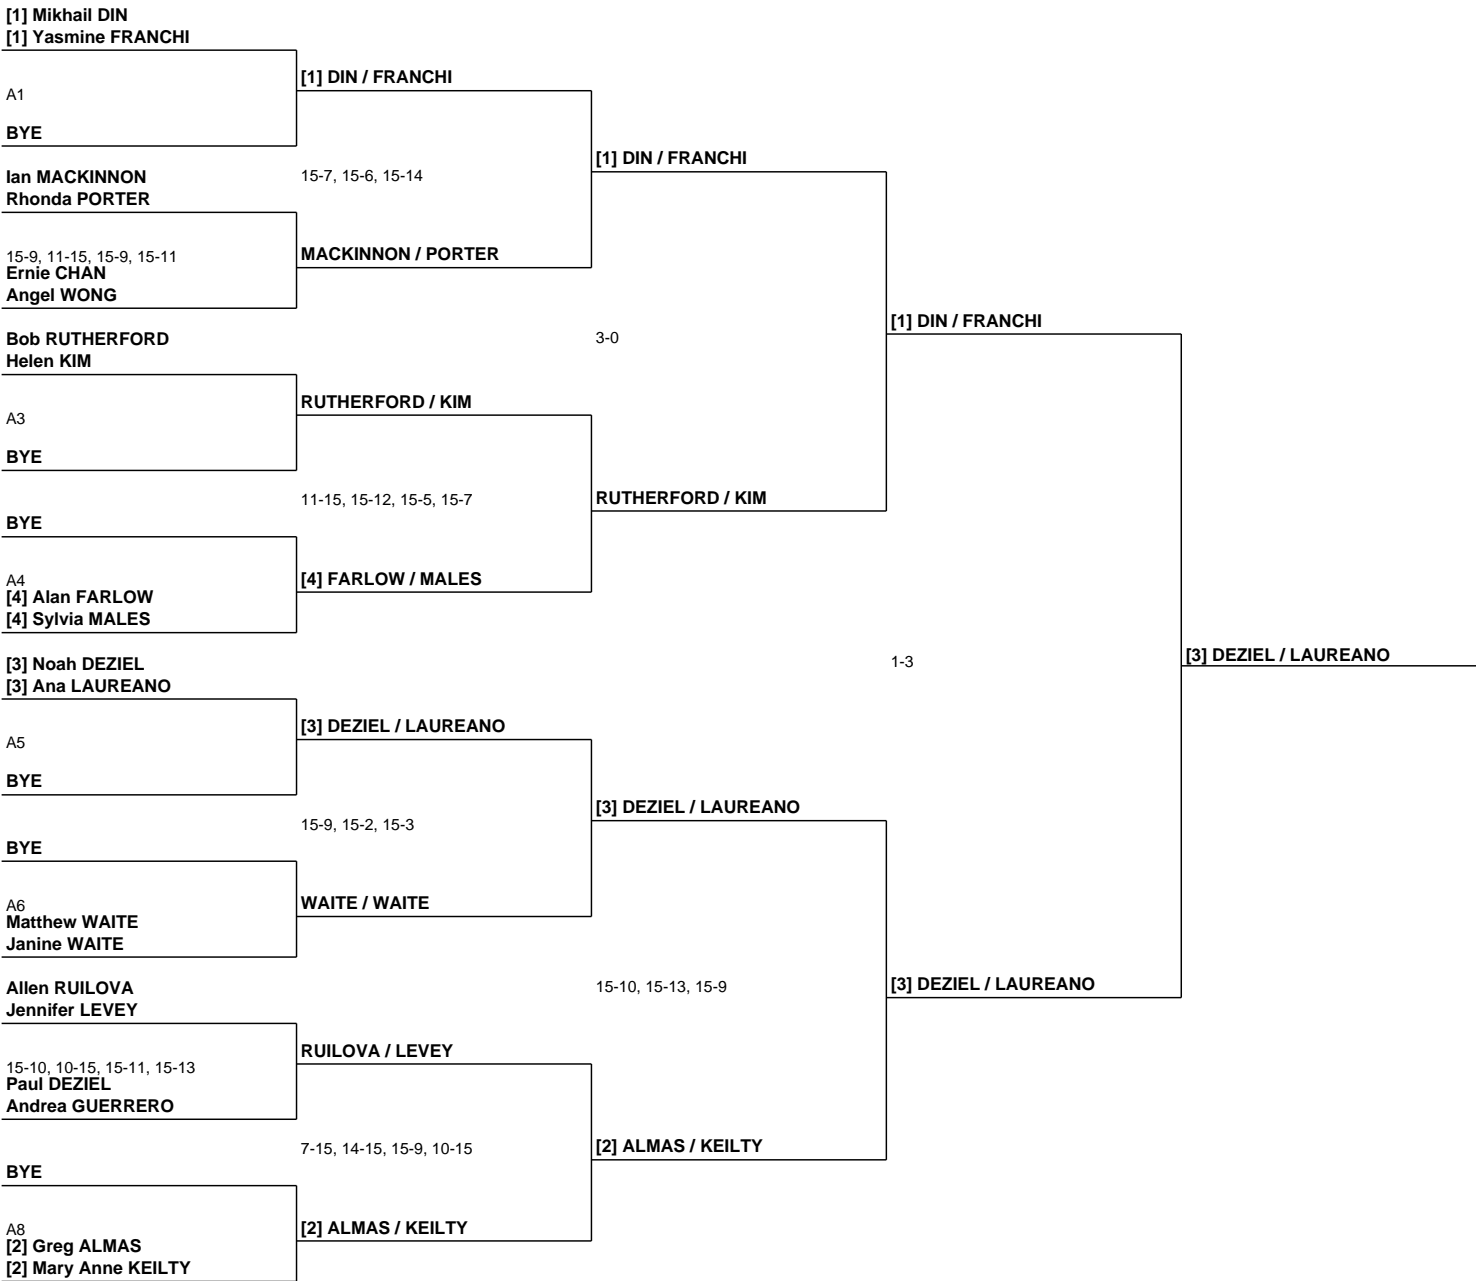 [1] Mikhail DIN
[1] Yasmine FRANCHI
[1] DIN / FRANCHI
A1
BYE
[1] DIN / FRANCHI
Ian MACKINNON
15-7, 15-6, 15-14
Rhonda PORTER
MACKINNON / PORTER
15-9, 11-15, 15-9, 15-11
Ernie CHAN
Angel WONG
[1] DIN / FRANCHI
Bob RUTHERFORD
3-0
Helen KIM
RUTHERFORD / KIM
A3
BYE
11-15, 15-12, 15-5, 15-7
RUTHERFORD / KIM
BYE
A4
[4] FARLOW / MALES
[4] Alan FARLOW
[4] Sylvia MALES
[3] DEZIEL / LAUREANO
[3] Noah DEZIEL
1-3
[3] Ana LAUREANO
[3] DEZIEL / LAUREANO
A5
BYE
[3] DEZIEL / LAUREANO
15-9, 15-2, 15-3
BYE
A6
WAITE / WAITE
Matthew WAITE
Janine WAITE
Allen RUILOVA
15-10, 15-13, 15-9
[3] DEZIEL / LAUREANO
Jennifer LEVEY
RUILOVA / LEVEY
15-10, 10-15, 15-11, 15-13
Paul DEZIEL
Andrea GUERRERO
7-15, 14-15, 15-9, 10-15
[2] ALMAS / KEILTY
BYE
A8
[2] ALMAS / KEILTY
[2] Greg ALMAS
[2] Mary Anne KEILTY